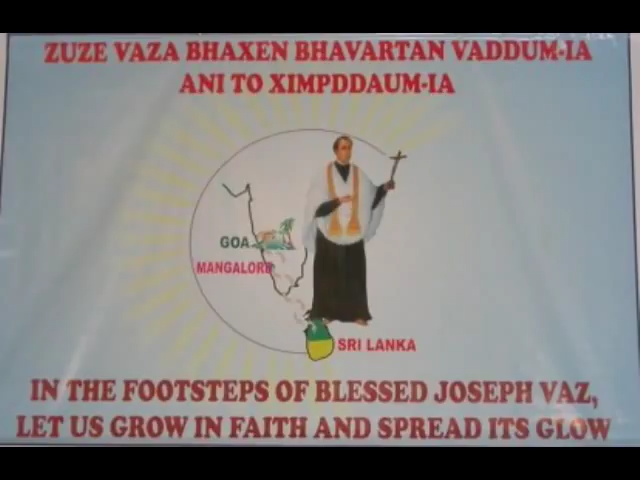 ZUZE VAZA BHAXEN BHAVARTAN VADDUM-IA
ANI TO XIMPDDAUM-IA
GOA
MANGALORE
SRI LANKA
IN THE FOOTSTEPS OF BLESSED JOSEPH VAZ,
LET US GROW IN FAITH AND SPREAD ITS GLOW